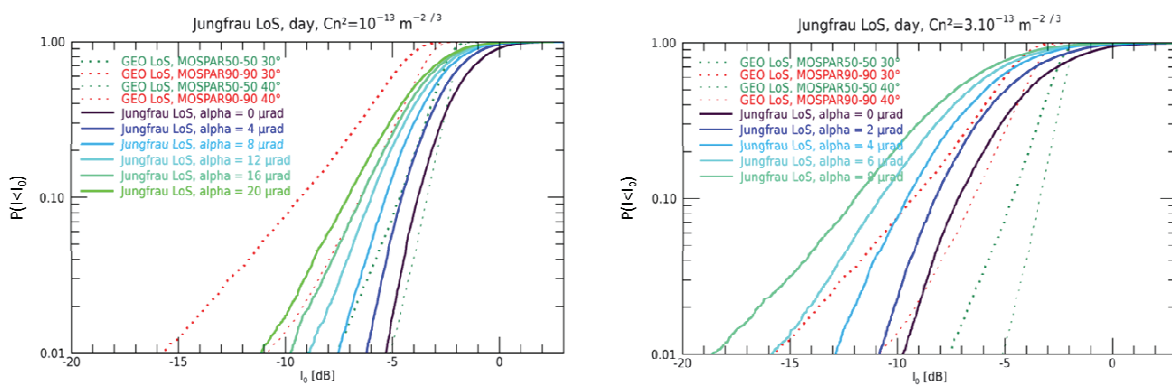 Jungfrau LoS, day, Cn²=10⁻¹³ m⁻² ᐟ³
1.00
GEO LoS, MOSPAR50-50 30°
GEO LoS, MOSPAR90-90 30°
GEO LoS, MOSPAR50-50 40°
GEO LoS, MOSPAR90-90 40°
Jungfrau LoS, alpha = 0 μrad
Jungfrau LoS, alpha = 4 μrad
Jungfrau LoS, alpha = 8 μrad
Jungfrau LoS, alpha = 12 μrad
Jungfrau LoS, alpha = 16 μrad
Jungfrau LoS, alpha = 20 μrad
P(I<I₀)
0.10
0.01
-20 -15 -10 -5 0
I₀ [dB]
Jungfrau LoS, day, Cn²=3.10⁻¹³ m⁻² ᐟ³
1.00
GEO LoS, MOSPAR50-50 30°
GEO LoS, MOSPAR90-90 30°
GEO LoS, MOSPAR50-50 40°
GEO LoS, MOSPAR90-90 40°
Jungfrau LoS, alpha = 0 μrad
Jungfrau LoS, alpha = 2 μrad
Jungfrau LoS, alpha = 4 μrad
Jungfrau LoS, alpha = 6 μrad
Jungfrau LoS, alpha = 8 μrad
P(I<I₀)
0.10
0.01
-20 -15 -10 -5 0
I₀ [dB]